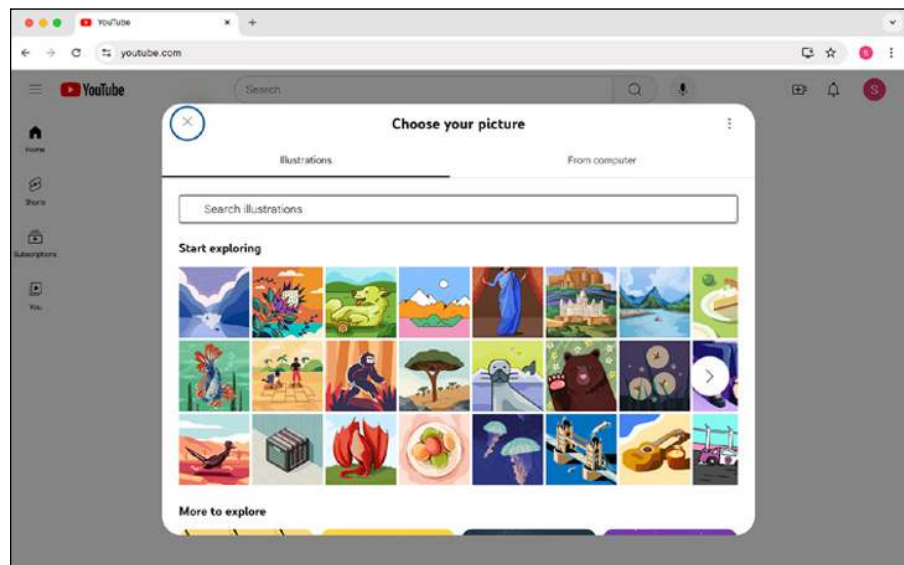 YouTube
youtube.com
YouTube
Search
S
S
Choose your picture
Home
Illustrations
From computer
Shorts
Search illustrations
Subscriptions
Start exploring
You
More to explore